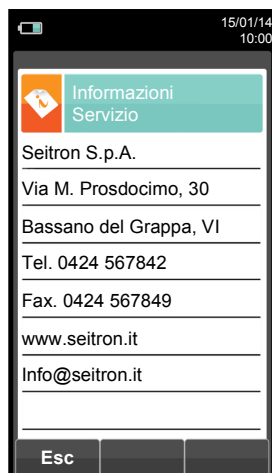 15/01/14
10:00
Informazioni
Servizio
Seitron S.p.A.
Via M. Prosdocimo, 30
Bassano del Grappa, VI
Tel. 0424 567842
Fax. 0424 567849
www.seitron.it
Info@seitron.it
Esc